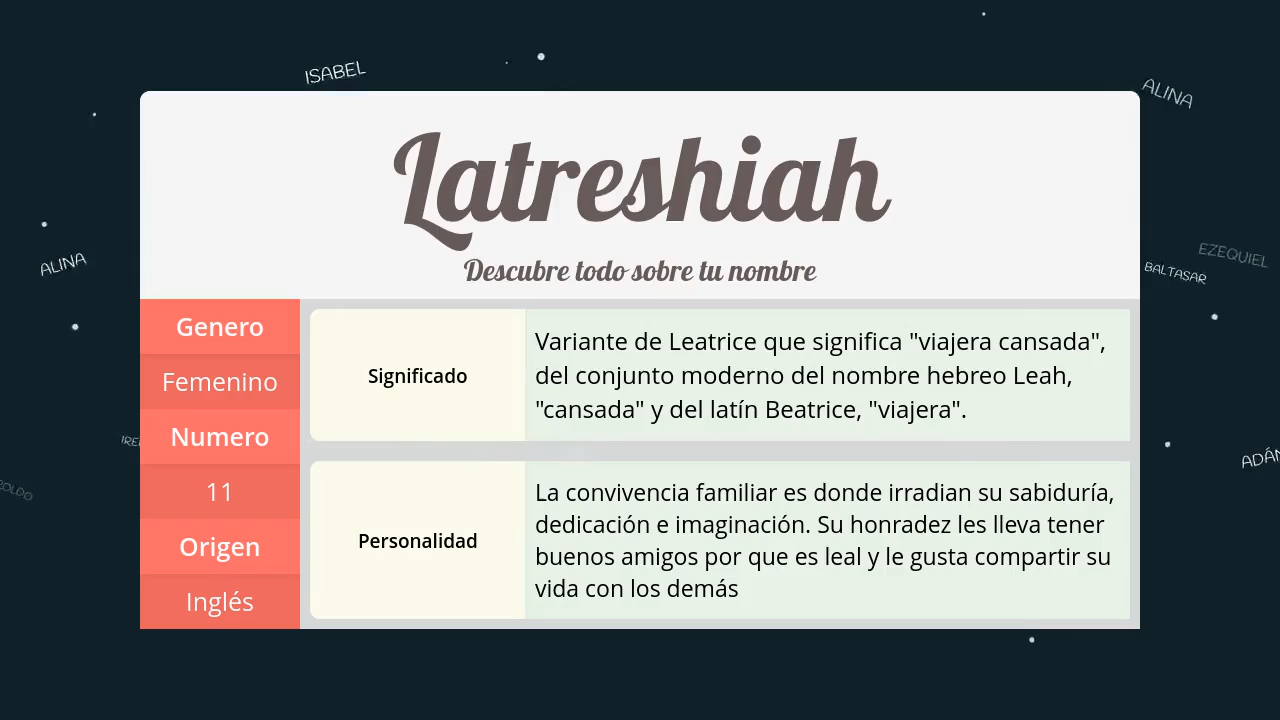 ISABEL
ALINA
Latreshiah
Descubre todo sobre tu nombre
ALINA
EZEQUIEL
BALTASAR
Genero
Femenino
Numero
11
Origen
Inglés
Significado
Variante de Leatrice que significa "viajera cansada",
del conjunto moderno del nombre hebreo Leah,
"cansada" y del latín Beatrice, "viajera".
Personalidad
La convivencia familiar es donde irradian su sabiduría,
dedicación e imaginación. Su honradez les lleva tener
buenos amigos por que es leal y le gusta compartir su
vida con los demás
ADÁN